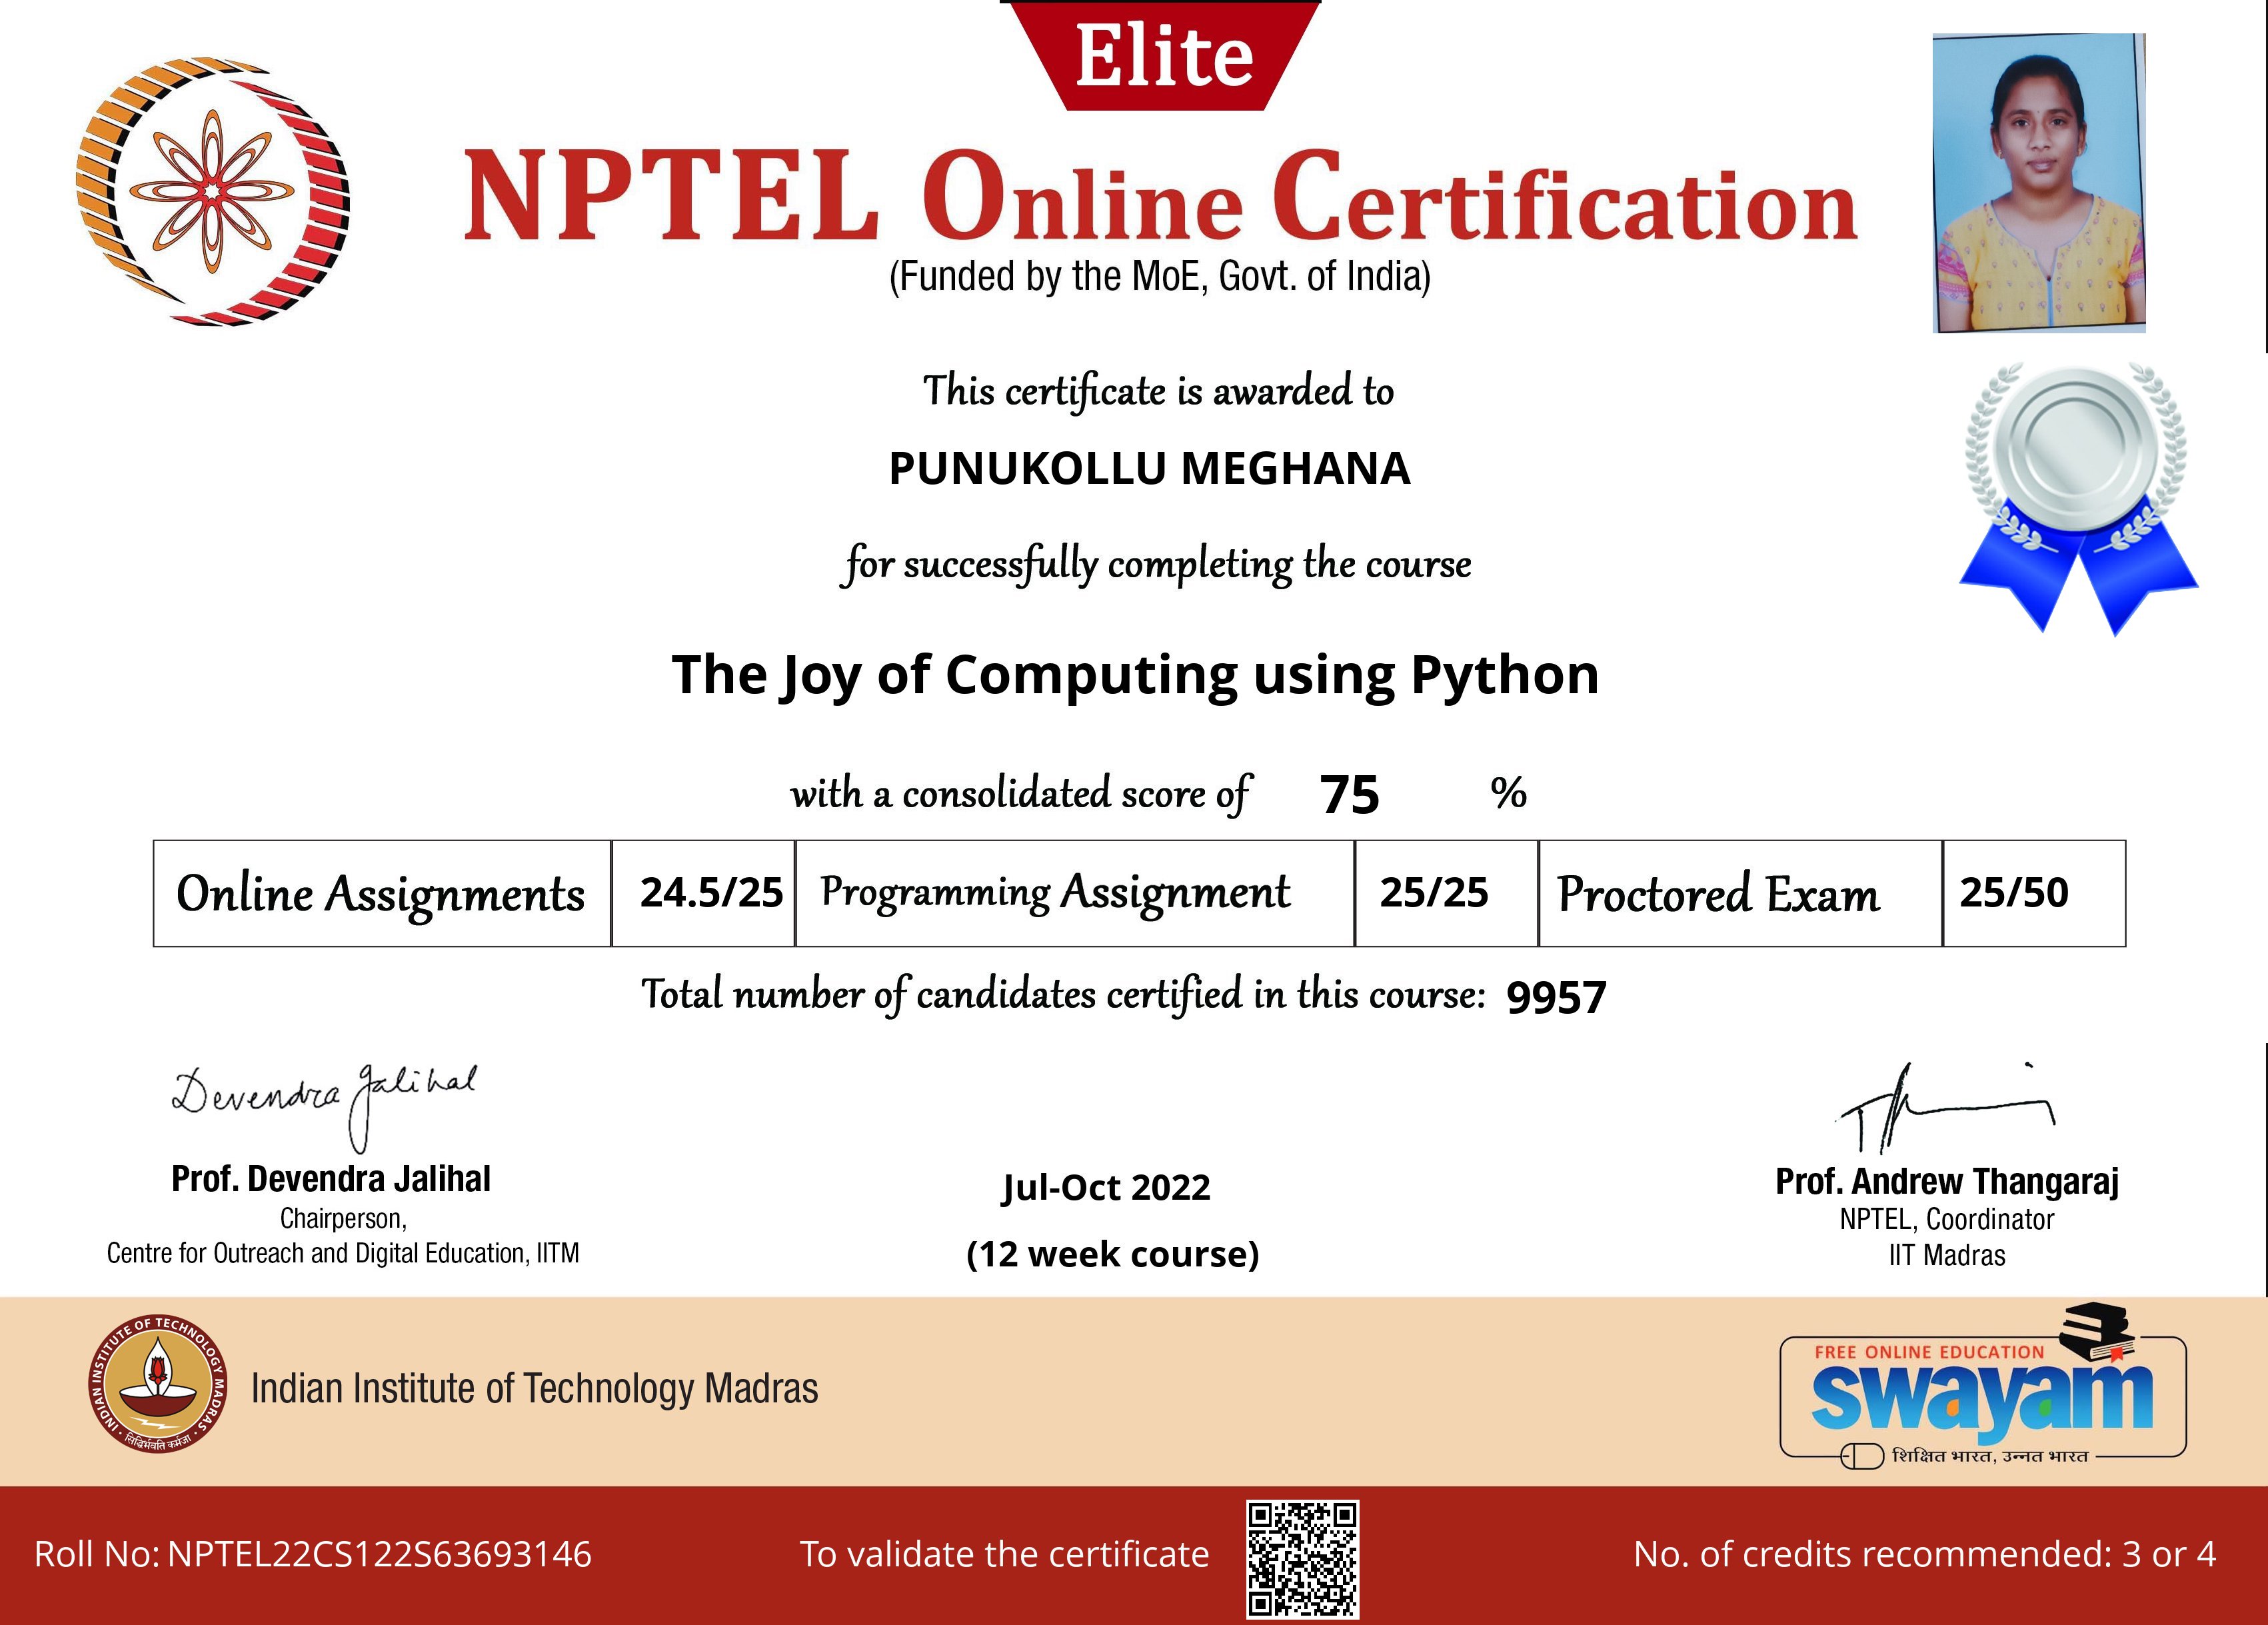 Elite
NPTEL Online Certification
(Funded by the MoE, Govt. of India)
This certificate is awarded to
PUNUKOLLU MEGHANA
for successfully completing the course
The Joy of Computing using Python
with a consolidated score of 75 %
Online Assignments 24.5/25 Programming Assignment 25/25 Proctored Exam 25/50
Total number of candidates certified in this course: 9957
Devendra Jalihal
Prof. Devendra Jalihal
Chairperson,
Centre for Outreach and Digital Education, IITM
Jul-Oct 2022
(12 week course)
Prof. Andrew Thangaraj
NPTEL, Coordinator
IIT Madras
INDIAN INSTITUTE OF TECHNOLOGY MADRAS
सिद्धिर्भवति कर्मजा
Indian Institute of Technology Madras
FREE ONLINE EDUCATION
swayam
शिक्षित भारत, उन्नत भारत
Roll No: NPTEL22CS122S63693146
To validate the certificate
No. of credits recommended: 3 or 4